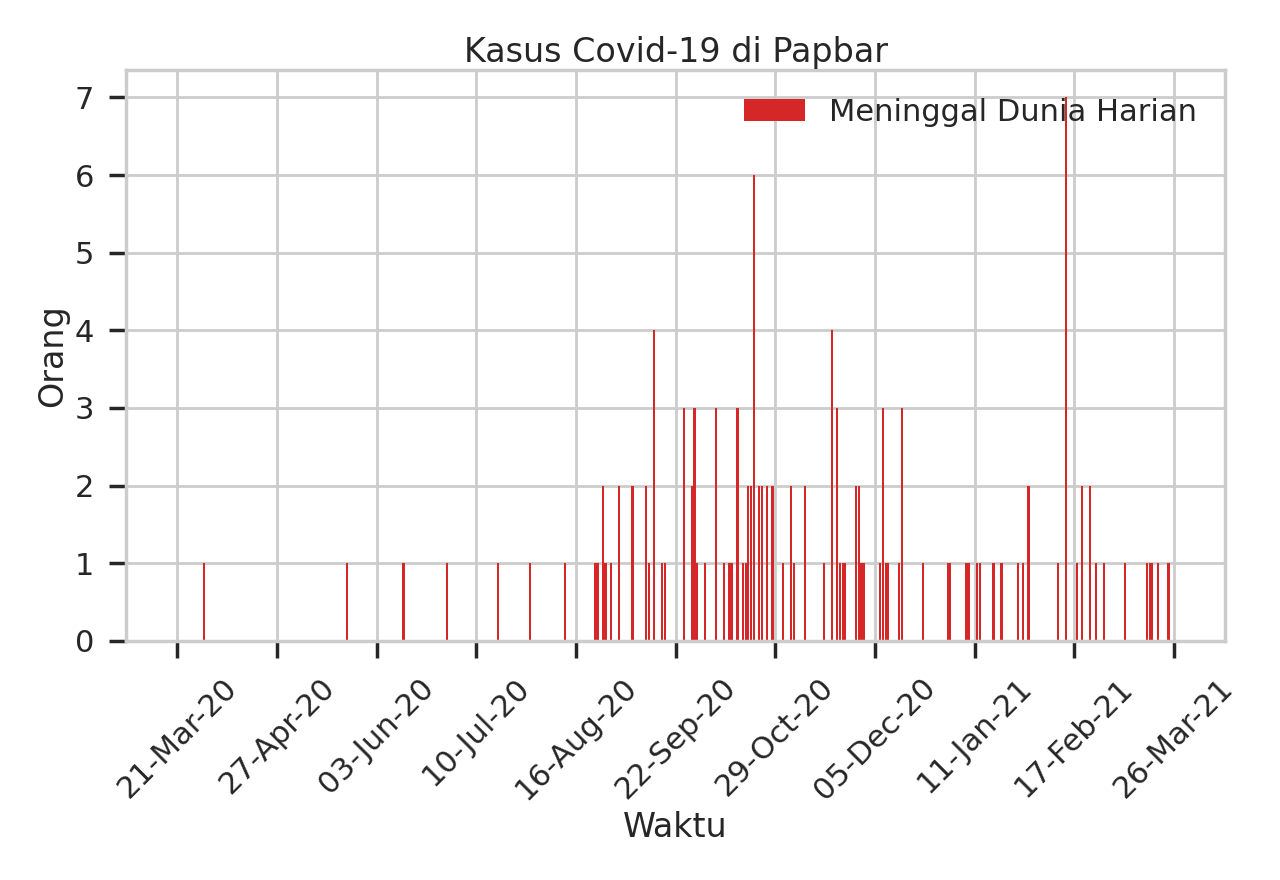 Kasus Covid-19 di Papbar
Meninggal Dunia Harian
Orang
7
6
5
4
3
2
1
0
21-Mar-20
27-Apr-20
03-Jun-20
10-Jul-20
16-Aug-20
22-Sep-20
29-Oct-20
05-Dec-20
11-Jan-21
17-Feb-21
26-Mar-21
Waktu